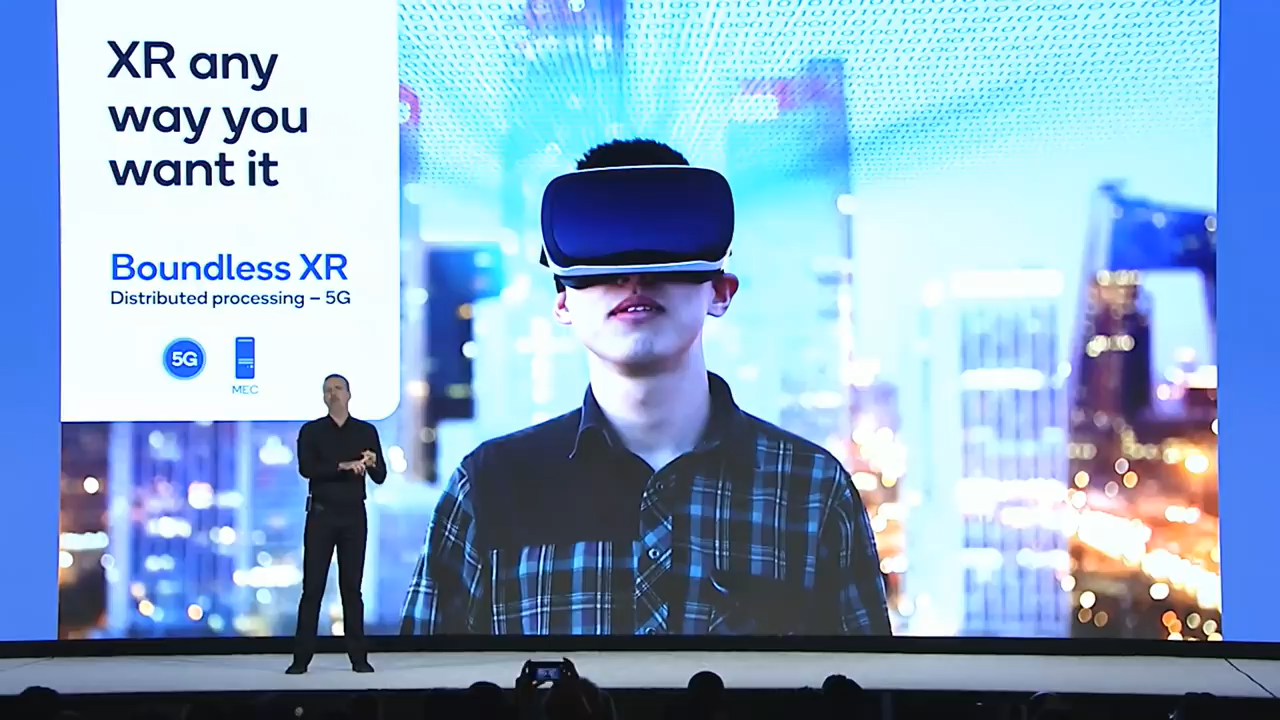 XR any
way you
want it
Boundless XR
Distributed processing – 5G
5G
MEC